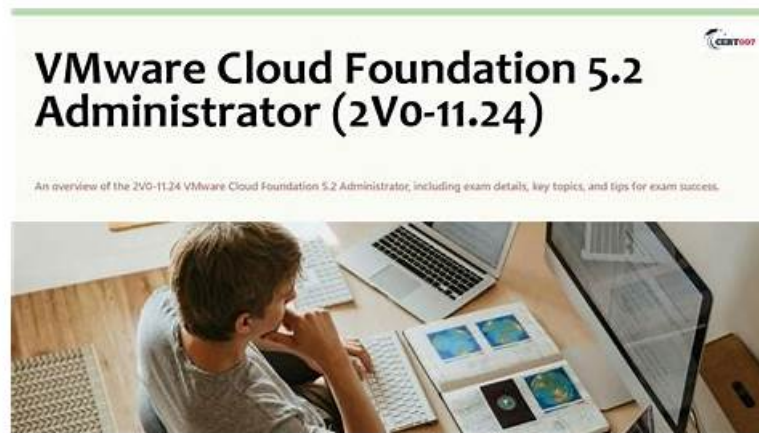 CERT007
VMware Cloud Foundation 5.2
Administrator (2V0-11.24)
An overview of the 2V0-11.24 VMware Cloud Foundation 5.2 Administrator, including exam details, key topics, and tips for exam success.